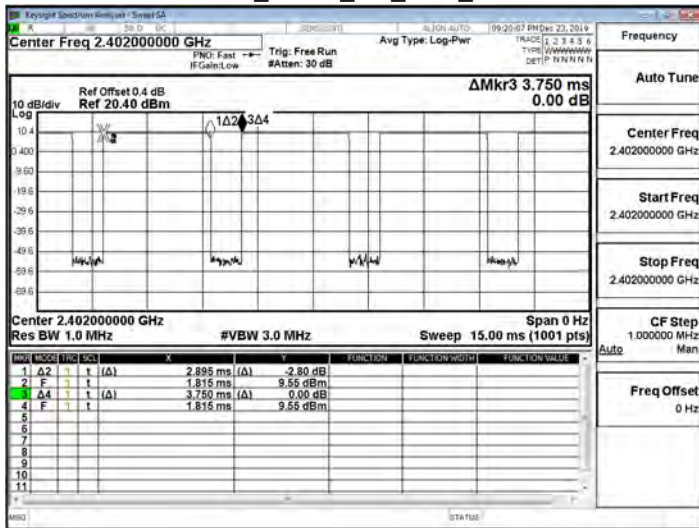 Keysight Spectrum Analyzer - Swept SA
SENSE:INT ALIGN AUTO 09:20:07 PM Dec 23, 2019
Center Freq 2.402000000 GHz
PNO: Fast
IFGain:Low
Trig: Free Run
#Atten: 30 dB
Avg Type: Log-Pwr
TRACE 1 2 3 4 5 6
TYPE
DET P N N N N N
Frequency
Auto Tune
Center Freq
2.402000000 GHz
Start Freq
2.402000000 GHz
Stop Freq
2.402000000 GHz
CF Step
1.000000 MHz
Auto Man
Freq Offset
0 Hz
ΔMkr3 3.750 ms
0.00 dB
Ref Offset 0.4 dB
Ref 20.40 dBm
10 dB/div
Log
10.4
0.400
-9.60
-19.6
-29.6
-39.6
-49.6
-59.6
-69.6
1Δ2 3Δ4
Center 2.402000000 GHz Span 0 Hz
Res BW 1.0 MHz #VBW 3.0 MHz Sweep 15.00 ms (1001 pts)
MKR MODE TRC SCL X Y FUNCTION FUNCTION WIDTH FUNCTION VALUE
1 Δ2 1 t (Δ) 2.895 ms (Δ) -2.80 dB
2 F 1 t 1.815 ms 9.55 dBm
3 Δ4 1 t (Δ) 3.750 ms (Δ) 0.00 dB
4 F 1 t 1.815 ms 9.55 dBm
5
6
7
8
9
10
11
MSG STATUS